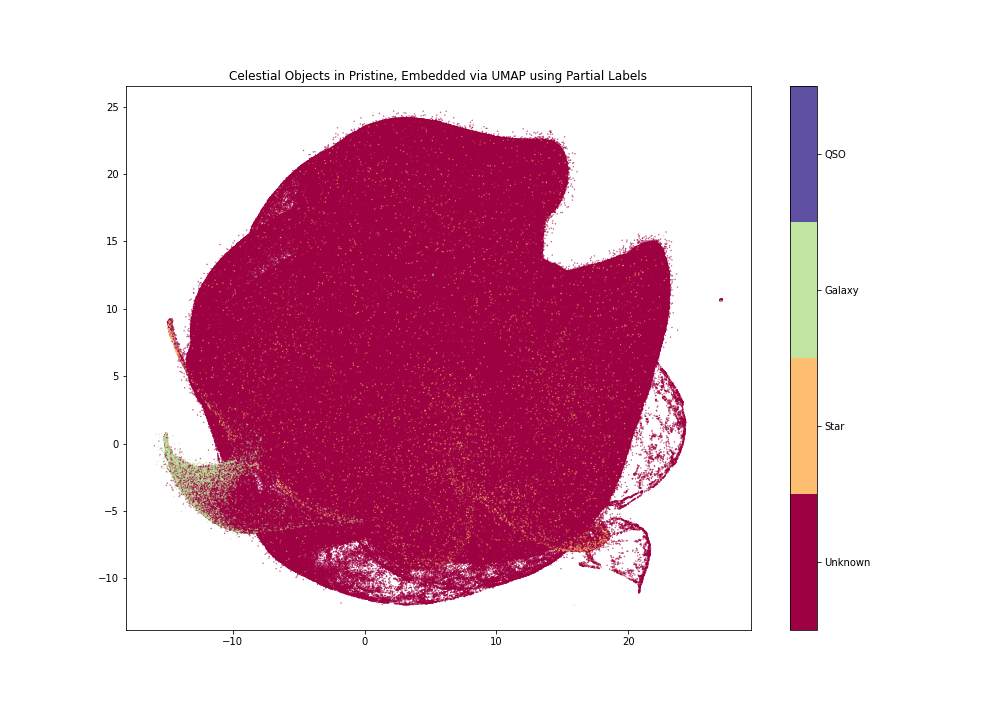 Celestial Objects in Pristine, Embedded via UMAP using Partial Labels
25
20
15
10
5
0
−5
−10
−10
0
10
20
QSO
Galaxy
Star
Unknown